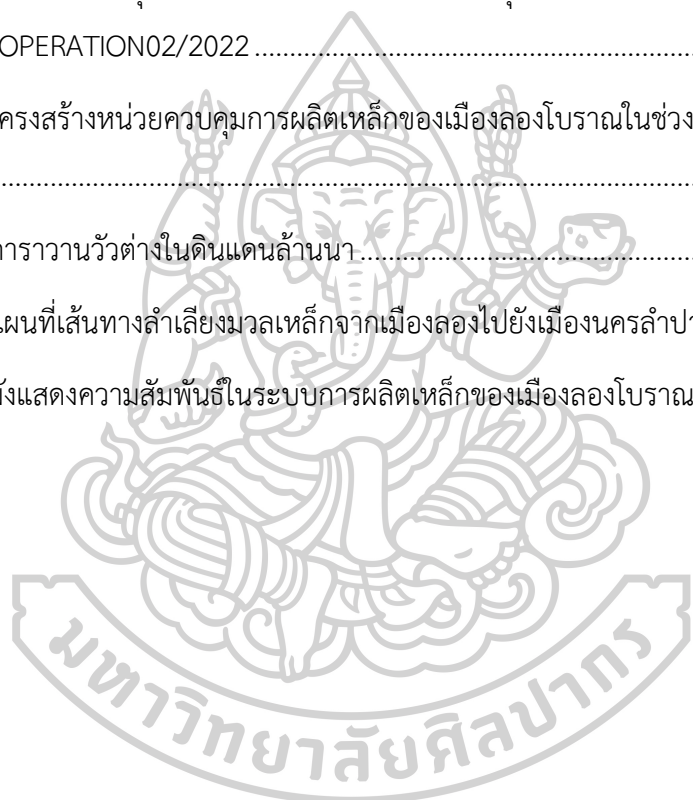 OPERATION02/2022 ........................................................................
ครงสร้างหน่วยควบคุมการผลิตเหล็กของเมืองลองโบราณในช่วง
........................................................................
คาราวานวัวต่างในดินแดนล้านนา ........................................................................
ผนที่เส้นทางลำเลียงมวลเหล็กจากเมืองลองไปยังเมืองนครลำปา
ังแสดงความสัมพันธ์ในระบบการผลิตเหล็กของเมืองลองโบราณ
มหาวิทยาลัยศิลปากร